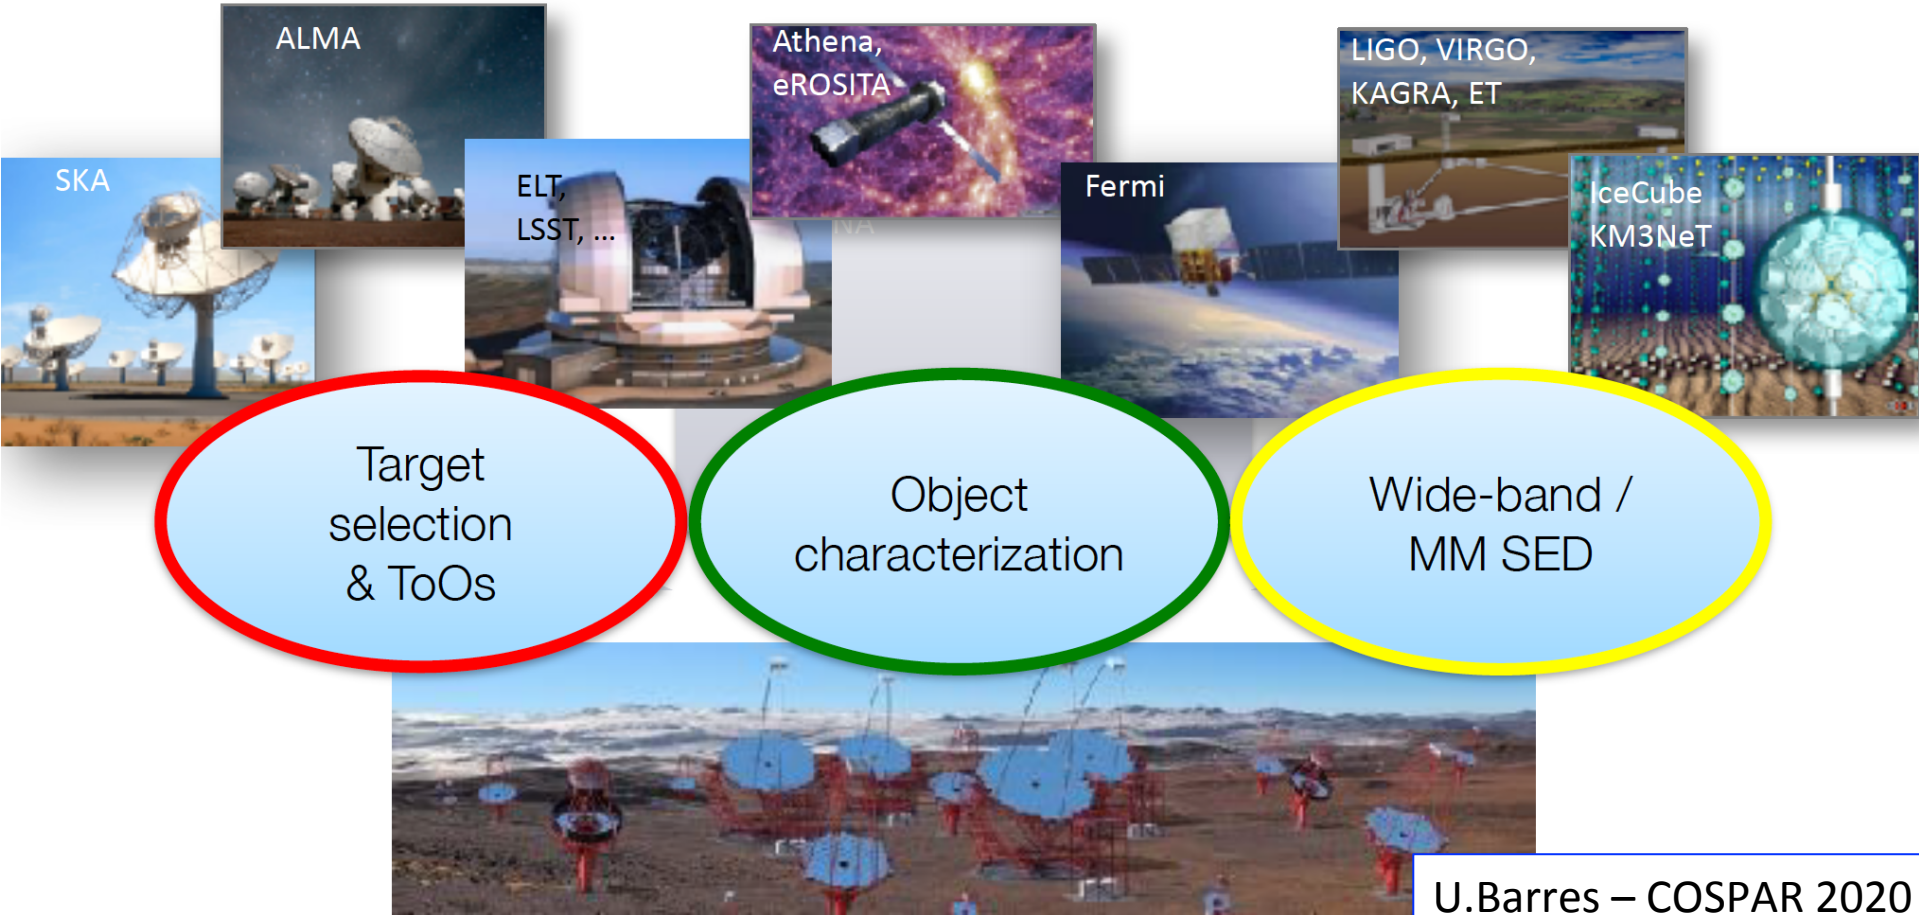 SKA
ALMA
ELT,
LSST, ...
Athena,
eROSITA
NA
Fermi
LIGO, VIRGO,
KAGRA, ET
IceCube
KM3NeT
Target
selection
& ToOs
Object
characterization
Wide-band /
MM SED
U.Barres – COSPAR 2020